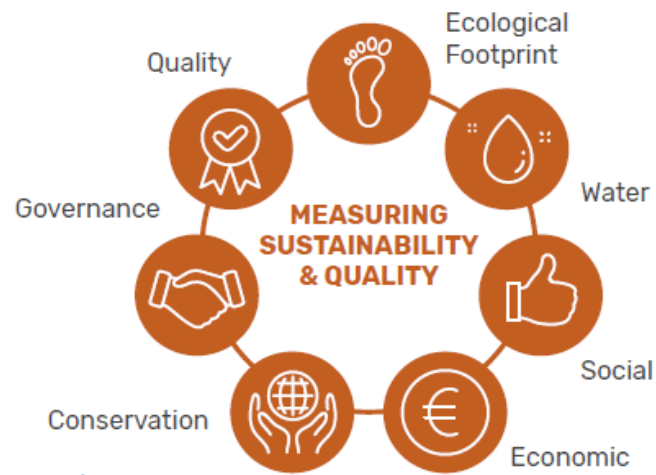 Ecological
Footprint
Quality
Water
Governance
MEASURING
SUSTAINABILITY
& QUALITY
Social
Conservation
Economic
€